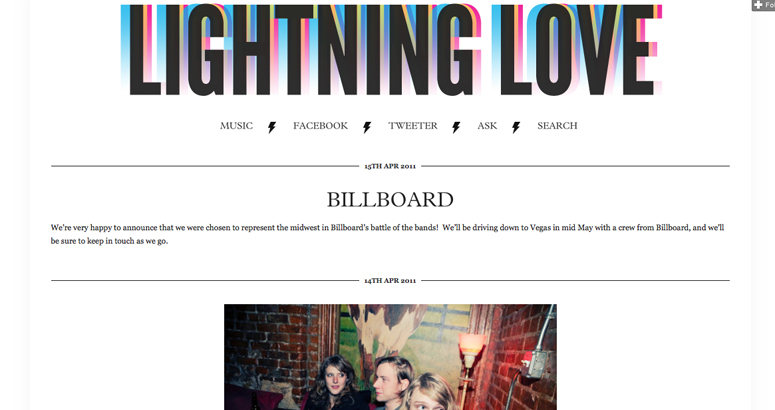 LIGHTNING LOVE
MUSIC FACEBOOK TWEETER ASK SEARCH
15TH APR 2011
BILLBOARD
We're very happy to announce that we were chosen to represent the midwest in Billboard's battle of the bands!  We'll be driving down to Vegas in mid May with a crew from Billboard, and we'll
be sure to keep in touch as we go.
14TH APR 2011